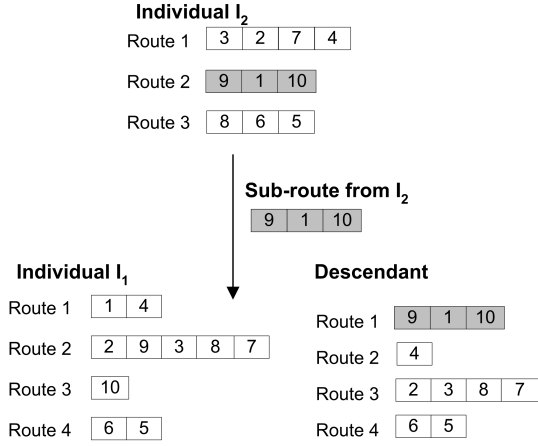 Individual I2
Route 1 3 2 7 4
Route 2 9 1 10
Route 3 8 6 5
Sub-route from I2
9 1 10
Individual I1
Route 1 1 4
Route 2 2 9 3 8 7
Route 3 10
Route 4 6 5
Descendant
Route 1 9 1 10
Route 2 4
Route 3 2 3 8 7
Route 4 6 5